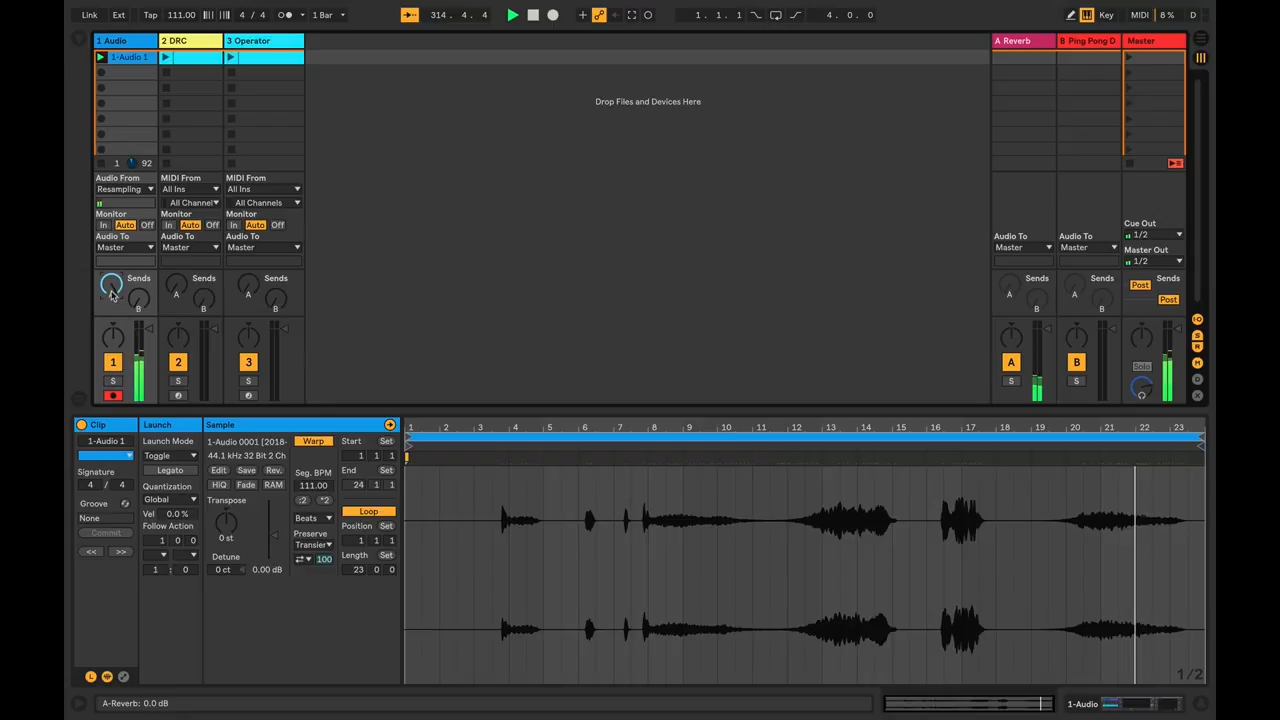 Link Ext Tap 111.00 4 / 4 1 Bar 314. 4. 4 1. 1. 1 4. 0. 0 Key MIDI 8 % D
1 Audio 2 DRC 3 Operator A Reverb B Ping Pong D Master
1-Audio 1
Drop Files and Devices Here
1 92
Audio From MIDI From MIDI From
Resampling All Ins All Ins
All Channel All Channels
Monitor Monitor Monitor
In Auto Off In Auto Off In Auto Off Cue Out
1/2
Audio To Audio To Audio To Audio To Audio To
Master Master Master Master Master Master Out
1/2
Sends Sends Sends Sends Sends Sends
Post
A A A A Post
B B B B B
1 2 3 A B
S S S S S Solo
S
R
M
D
X
Clip Launch Sample
1-Audio 1 Launch Mode 1-Audio 0001 [2018- Warp Start Set
Toggle 44.1 kHz 32 Bit 2 Ch 1 1 1
Signature Legato Edit Save Rev. Seg. BPM End Set
4 / 4 Quantization HiQ Fade RAM 111.00 24 1 1
Global Transpose :2 *2
Groove Vel 0.0 % Beats Loop
None Follow Action 0 st Preserve Position Set
Commit 1 0 0 Transier 1 1 1
<< >> Detune 100 Length Set
1 : 0 0 ct 0.00 dB 23 0 0
1 2 3 4 5 6 7 8 9 10 11 12 13 14 15 16 17 18 19 20 21 22 23
1/2
L
A-Reverb: 0.0 dB 1-Audio